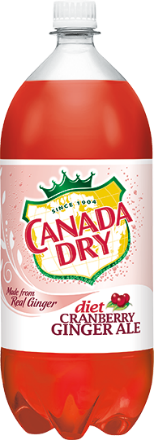 SINCE 1904
CANADA
DRY
Made from
Real Ginger
diet
CRANBERRY
GINGER ALE